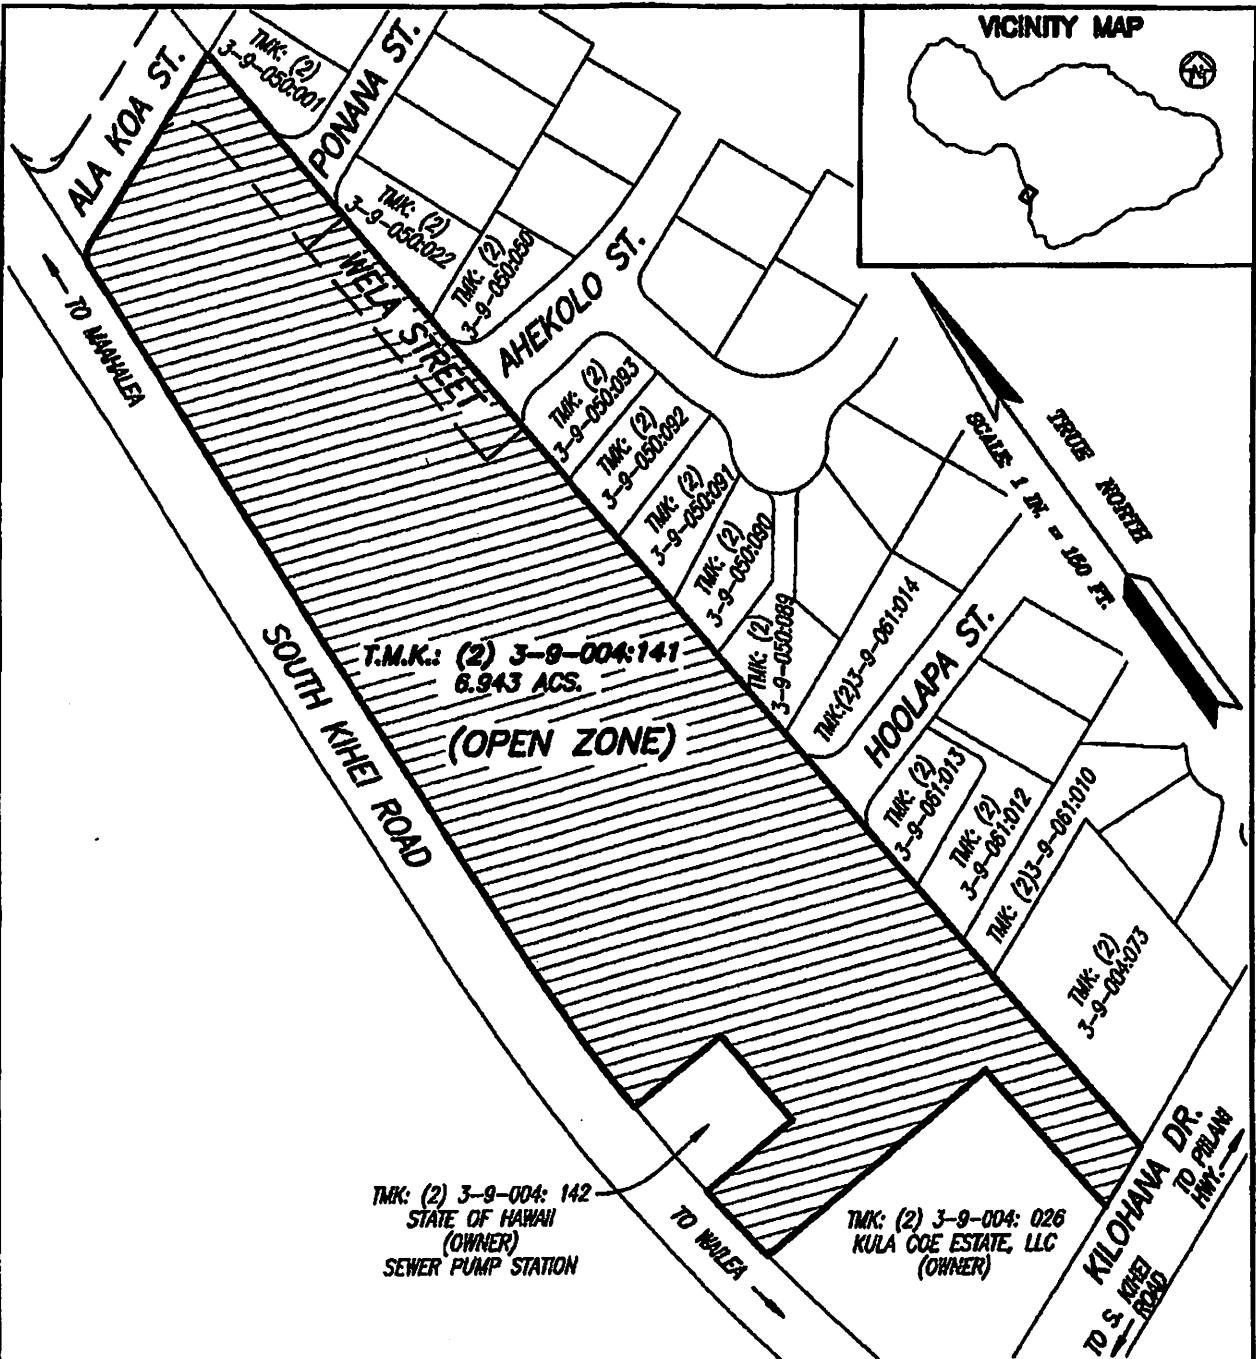 VICINITY MAP
N
ALA KOA ST.
TMK: (2)
3-9-050:001
PONANA ST.
TMK: (2)
3-9-050:022
TMK: (2)
3-9-050:050
WELA STREET
AHEKOLO ST.
TO MAAHALEA
TMK: (2)
3-9-050:093
TMK: (2)
3-9-050:092
TMK: (2)
3-9-050:091
TMK: (2)
3-9-050:090
TMK: (2)
3-9-050:089
TRUE NORTH
SCALE: 1 IN. = 150 FT.
TMK:(2)3-9-061:014
HOOLAPA ST.
SOUTH KIHEI ROAD
T.M.K.: (2) 3-9-004:141
6.943 ACS.
(OPEN ZONE)
TMK: (2)
3-9-061:013
TMK: (2)
3-9-061:012
TMK: (2)3-9-061:010
TMK: (2)
3-9-004:073
TMK: (2) 3-9-004: 142
STATE OF HAWAII
(OWNER)
SEWER PUMP STATION
TO WAILEA
TMK: (2) 3-9-004: 026
KULA COE ESTATE, LLC
(OWNER)
KILOHANA DR.
TO PIILANI
HWY.
TO S. KIHEI
ROAD